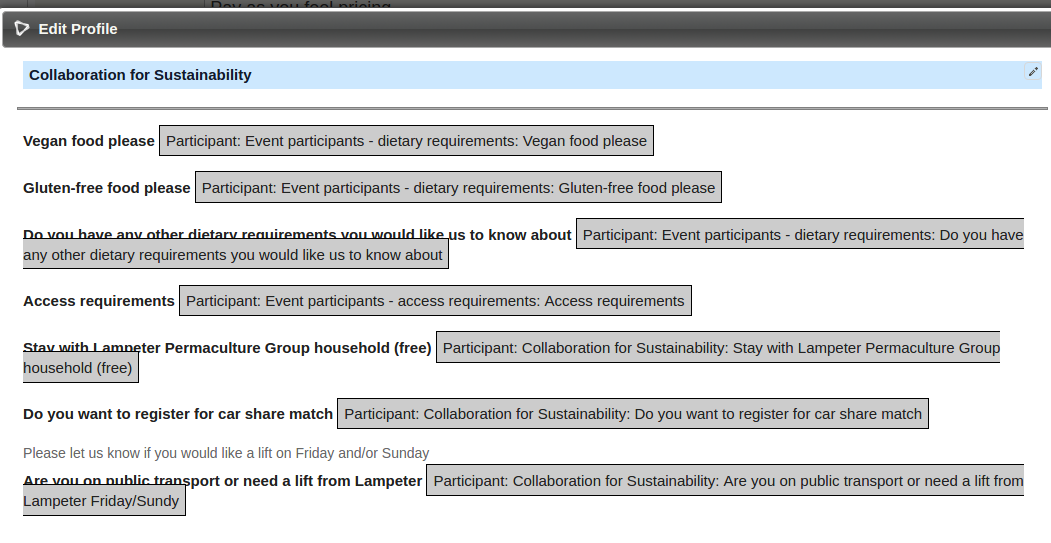 Pay as you feel pricing
Edit Profile
Collaboration for Sustainability
Vegan food please Participant: Event participants - dietary requirements: Vegan food please
Gluten-free food please Participant: Event participants - dietary requirements: Gluten-free food please
Do you have any other dietary requirements you would like us to know about Participant: Event participants - dietary requirements: Do you have
any other dietary requirements you would like us to know about
Access requirements Participant: Event participants - access requirements: Access requirements
Stay with Lampeter Permaculture Group household (free) Participant: Collaboration for Sustainability: Stay with Lampeter Permaculture Group
household (free)
Do you want to register for car share match Participant: Collaboration for Sustainability: Do you want to register for car share match
Please let us know if you would like a lift on Friday and/or Sunday
Are you on public transport or need a lift from Lampeter Participant: Collaboration for Sustainability: Are you on public transport or need a lift from
Lampeter Friday/Sundy